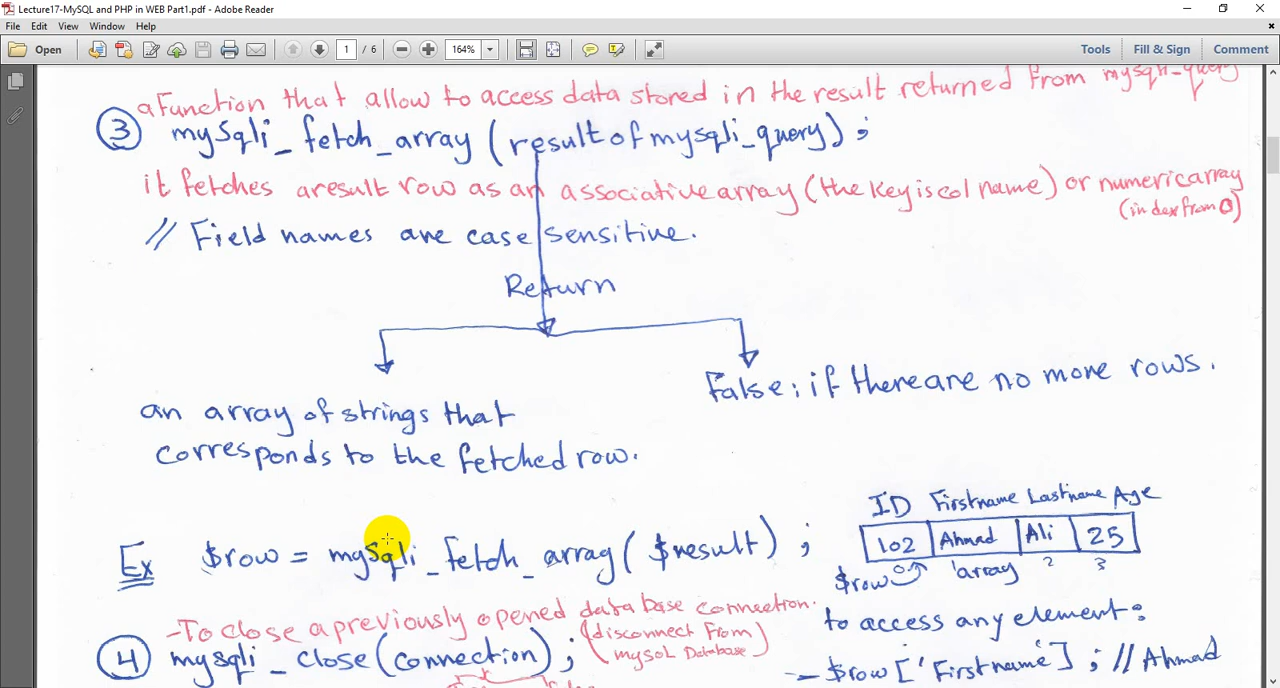 Lecture17-MySQL and PHP in WEB Part1.pdf - Adobe Reader
File Edit View Window Help
Open 1 / 6 164% Tools Fill & Sign Comment
a Function that allow to access data stored in the result returned from mysqli-query
3 mySqli_fetch_array (result of mysqli_query) ;
it fetches a result row as an associative array (the key is col name) or numeric array
(index from 0)
// Field names are case sensitive.
Return
False: if there are no more rows.
an array of strings that
corresponds to the fetched row.
ID Firstname Lastname Age
102 Ahmad Ali 25
Ex $row = mySqli_fetch_array ( $result ) ;
$row 0 1 array 2 3
- To close a previously opened database connection.
to access any element:
4 mysqli_close (connection) ; (disconnect From
mySQL Database)
- $row ['Firstname'] ; // Ahmad